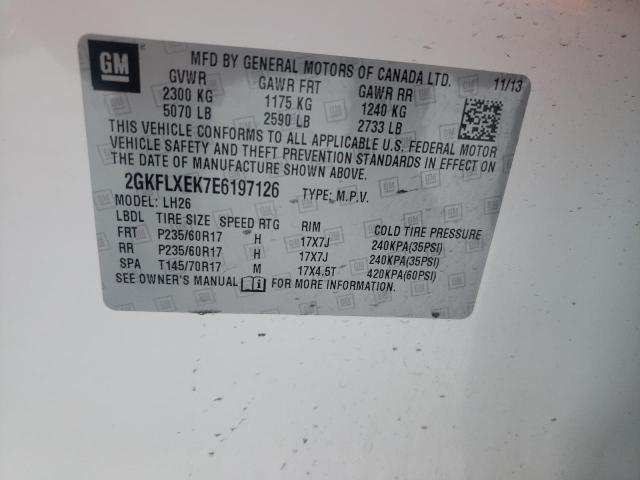 GM
MFD BY GENERAL MOTORS OF CANADA LTD. 11/13
GVWR GAWR FRT GAWR RR
2300 KG 1175 KG 1240 KG
5070 LB 2590 LB 2733 LB
THIS VEHICLE CONFORMS TO ALL APPLICABLE U.S. FEDERAL MOTOR
VEHICLE SAFETY AND THEFT PREVENTION STANDARDS IN EFFECT ON
THE DATE OF MANUFACTURE SHOWN ABOVE.
2GKFLXEK7E6197126 TYPE: M.P.V.
MODEL: LH26
LBDL TIRE SIZE SPEED RTG RIM COLD TIRE PRESSURE
FRT P235/60R17 H 17X7J 240KPA(35PSI)
RR P235/60R17 H 17X7J 240KPA(35PSI)
SPA T145/70R17 M 17X4.5T 420KPA(60PSI)
SEE OWNER'S MANUAL FOR MORE INFORMATION.